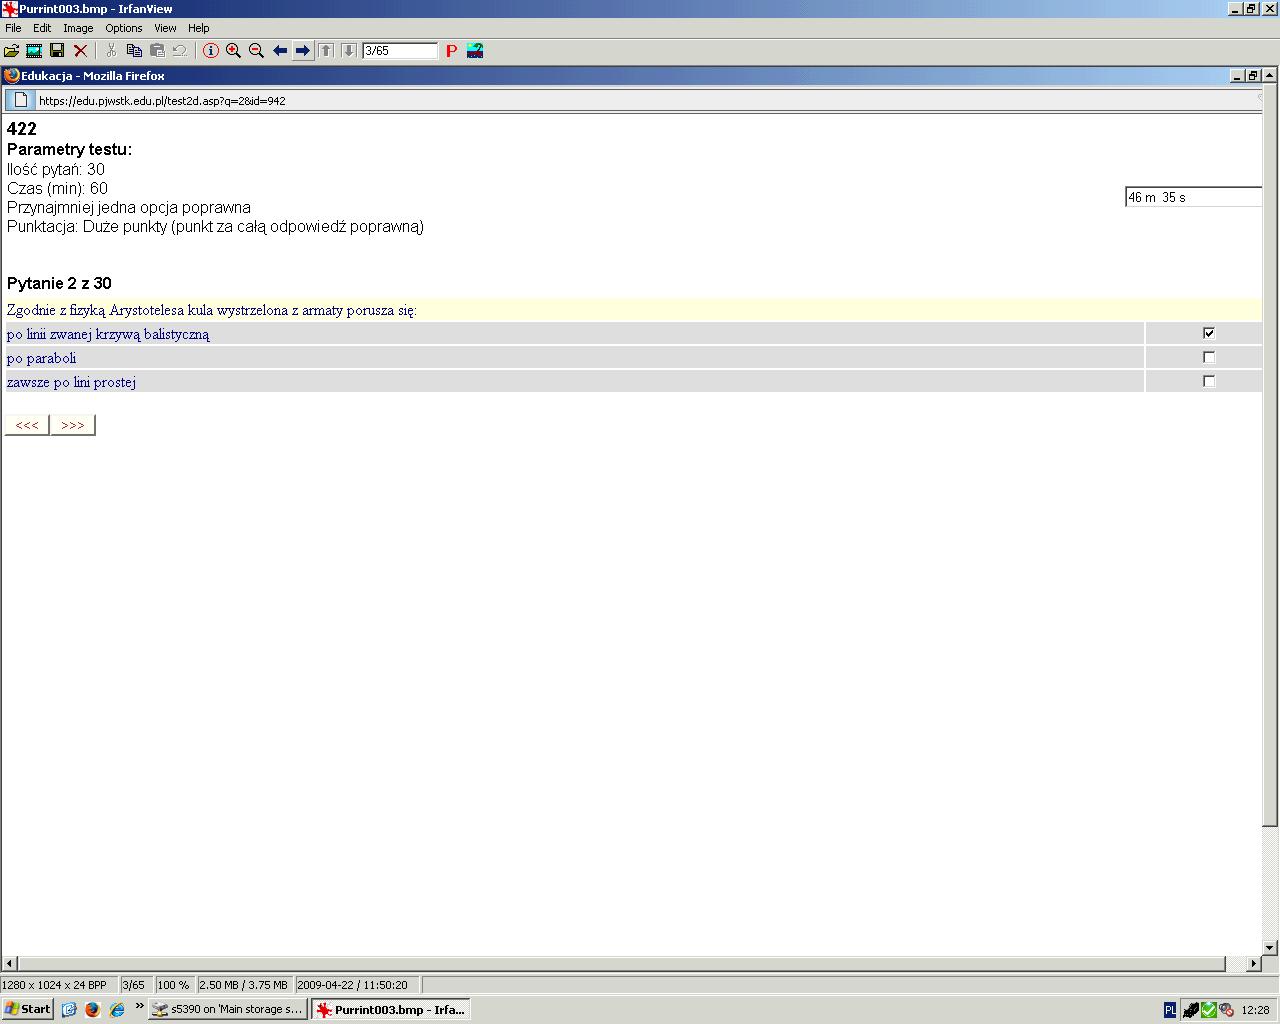 Purrint003.bmp - IrfanView
File Edit Image Options View Help
3/65 P
Edukacja - Mozilla Firefox
https://edu.pjwstk.edu.pl/test2d.asp?q=2&id=942
422
Parametry testu:
Ilość pytań: 30
Czas (min): 60
46 m 35 s
Przynajmniej jedna opcja poprawna
Punktacja: Duże punkty (punkt za całą odpowiedź poprawną)
Pytanie 2 z 30
Zgodnie z fizyką Arystotelesa kula wystrzelona z armaty porusza się:
po linii zwanej krzywą balistyczną
po paraboli
zawsze po lini prostej
<<< >>>
1280 x 1024 x 24 BPP 3/65 100 % 2.50 MB / 3.75 MB 2009-04-22 / 11:50:20
Start » s5390 on 'Main storage s... Purrint003.bmp - Irfa... PL 12:28